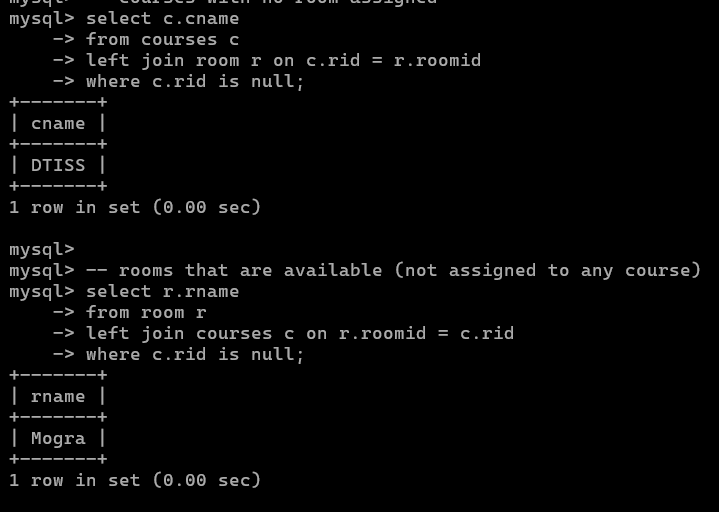 mysql> -- courses with no room assigned
mysql> select c.cname
    -> from courses c
    -> left join room r on c.rid = r.roomid
    -> where c.rid is null;
+-------+
| cname |
+-------+
| DTISS |
+-------+
1 row in set (0.00 sec)

mysql>
mysql> -- rooms that are available (not assigned to any course)
mysql> select r.rname
    -> from room r
    -> left join courses c on r.roomid = c.rid
    -> where c.rid is null;
+-------+
| rname |
+-------+
| Mogra |
+-------+
1 row in set (0.00 sec)